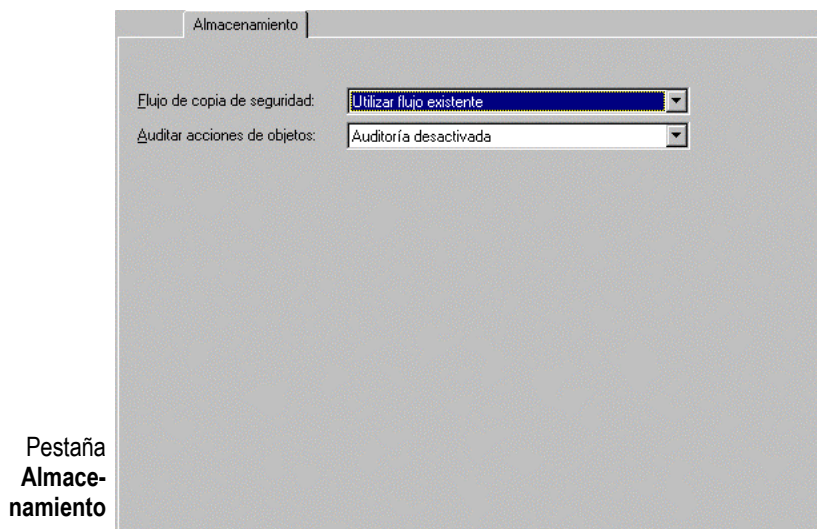 Almacenamiento
Flujo de copia de seguridad: Utilizar flujo existente
Auditar acciones de objetos: Auditoría desactivada
Pestaña
Almace-
namiento